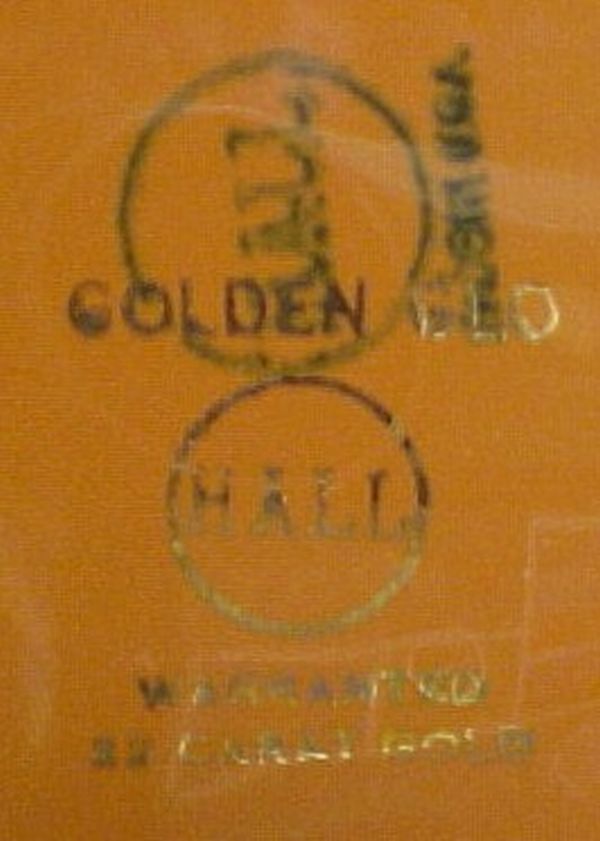 HALL
MADE IN USA
GOLDEN GLO
HALL
WARRANTED
22 CARAT GOLD